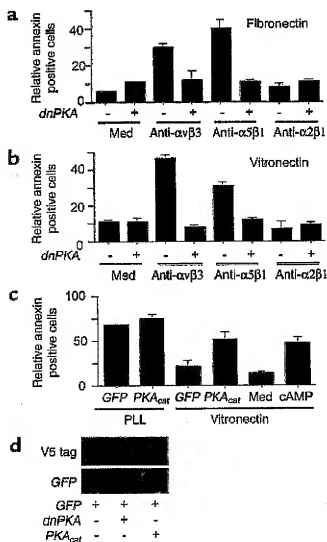 a
Fibronectin
Relative annexin
positive cells
40
20
0
dnPKA - + - + - + - +
Med Anti-αvβ3 Anti-α5β1 Anti-α2β1
b
Vitronectin
Relative annexin
positive cells
40
20
0
dnPKA - + - + - + - +
Med Anti-αvβ3 Anti-α5β1 Anti-α2β1
c
Relative annexin
positive cells
100
50
0
GFP PKAcat GFP PKAcat Med cAMP
PLL Vitronectin
d
V5 tag
GFP
GFP + + +
dnPKA - + -
PKAcat - - +